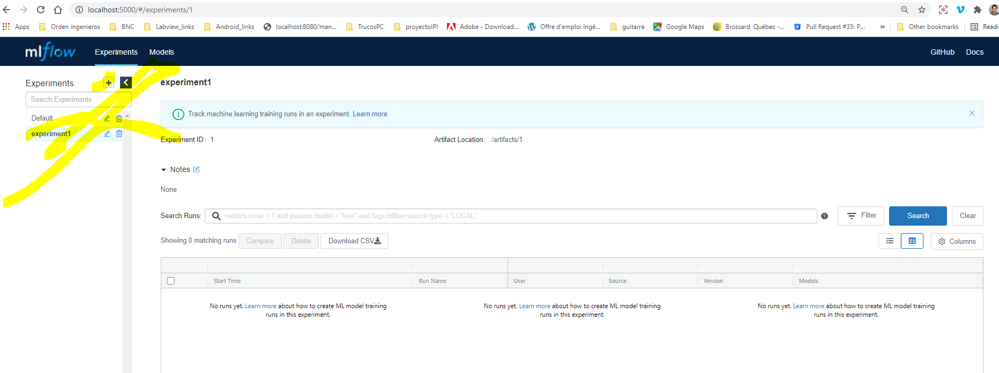 localhost:5000/#/experiments/1
Apps Orden ingenieros BNC Labview_links Android_links localhost:8080/man... TrucosPC proyectoIPI Adobe - Download... Offre d'emploi Ingé... guitarra Google Maps Brossard, Québec -... Pull Request #35: P... » Other bookmarks Readi
mlflow Experiments Models GitHub Docs
Experiments
Search Experiments
Default
experiment1
experiment1
Track machine learning training runs in an experiment. Learn more
Experiment ID: 1 Artifact Location: ./artifacts/1
Notes
None
Search Runs: metrics.rmse < 1 and params.model = "tree" and tags.mlflow.source.type = "LOCAL" Filter Search Clear
Showing 0 matching runs Compare Delete Download CSV Columns
Start Time Run Name User Source Version Models
No runs yet. Learn more about how to create ML model training
runs in this experiment.
No runs yet. Learn more about how to create ML model training
runs in this experiment.
No runs yet. Learn more about how to create ML model training
runs in this experiment.